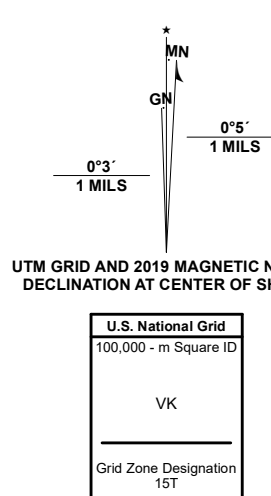 ★
MN
GN
0°5´
1 MILS
0°3´
1 MILS
UTM GRID AND 2019 MAGNETIC N
DECLINATION AT CENTER OF SH
U.S. National Grid
100,000 - m Square ID
VK
Grid Zone Designation
15T